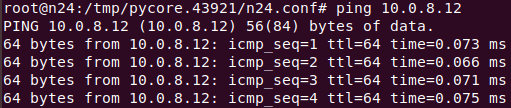 root@n24:/tmp/pycore.43921/n24.conf# ping 10.0.8.12
PING 10.0.8.12 (10.0.8.12) 56(84) bytes of data.
64 bytes from 10.0.8.12: icmp_seq=1 ttl=64 time=0.073 ms
64 bytes from 10.0.8.12: icmp_seq=2 ttl=64 time=0.066 ms
64 bytes from 10.0.8.12: icmp_seq=3 ttl=64 time=0.071 ms
64 bytes from 10.0.8.12: icmp_seq=4 ttl=64 time=0.075 ms